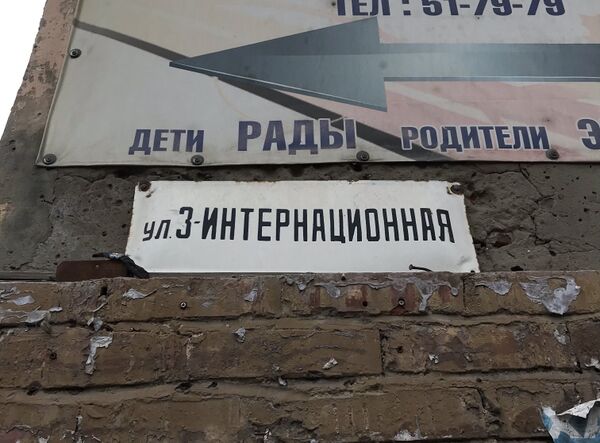 ТЕЛ : 51-79-79
ДЕТИ РАДЫ РОДИТЕЛИ
ул. 3-ИНТЕРНАЦИОННАЯ